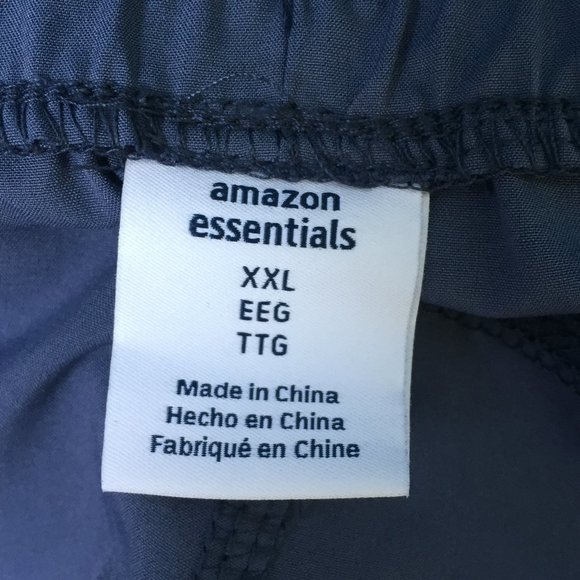 amazon
essentials
XXL
EEG
TTG
Made in China
Hecho en China
Fabriqué en Chine